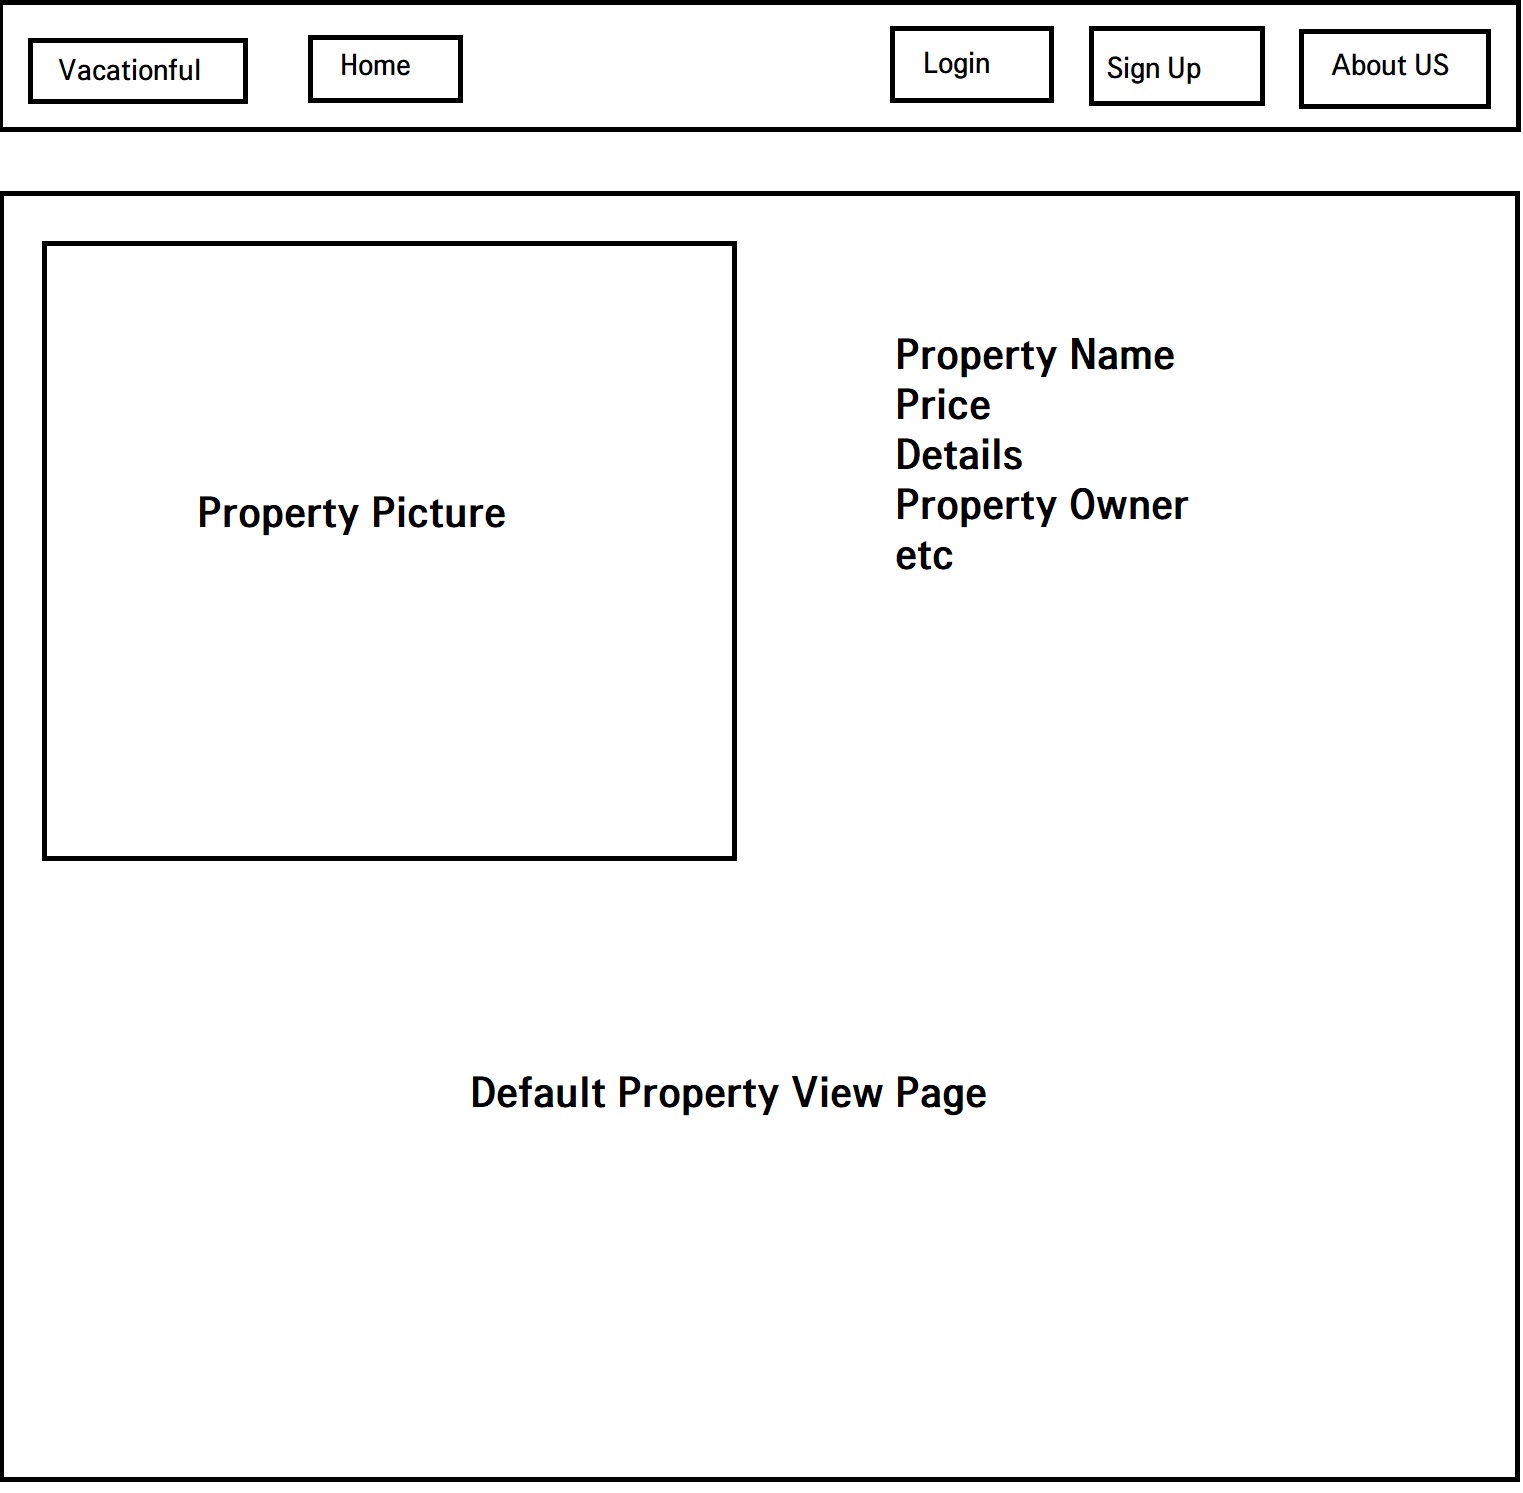 Vacationful
Home
Login
Sign Up
About US
Property Picture
Property Name
Price
Details
Property Owner
etc
Default Property View Page